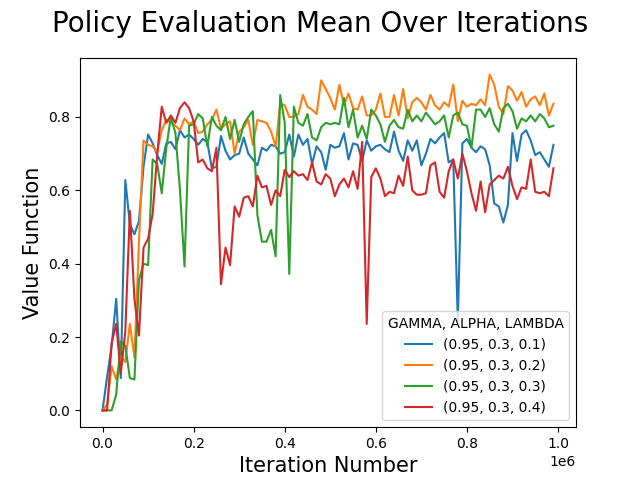 Policy Evaluation Mean Over Iterations
Value Function
0.8
0.6
0.4
0.2
0.0
GAMMA, ALPHA, LAMBDA
(0.95, 0.3, 0.1)
(0.95, 0.3, 0.2)
(0.95, 0.3, 0.3)
(0.95, 0.3, 0.4)
0.0 0.2 0.4 0.6 0.8 1.0
1e6
Iteration Number